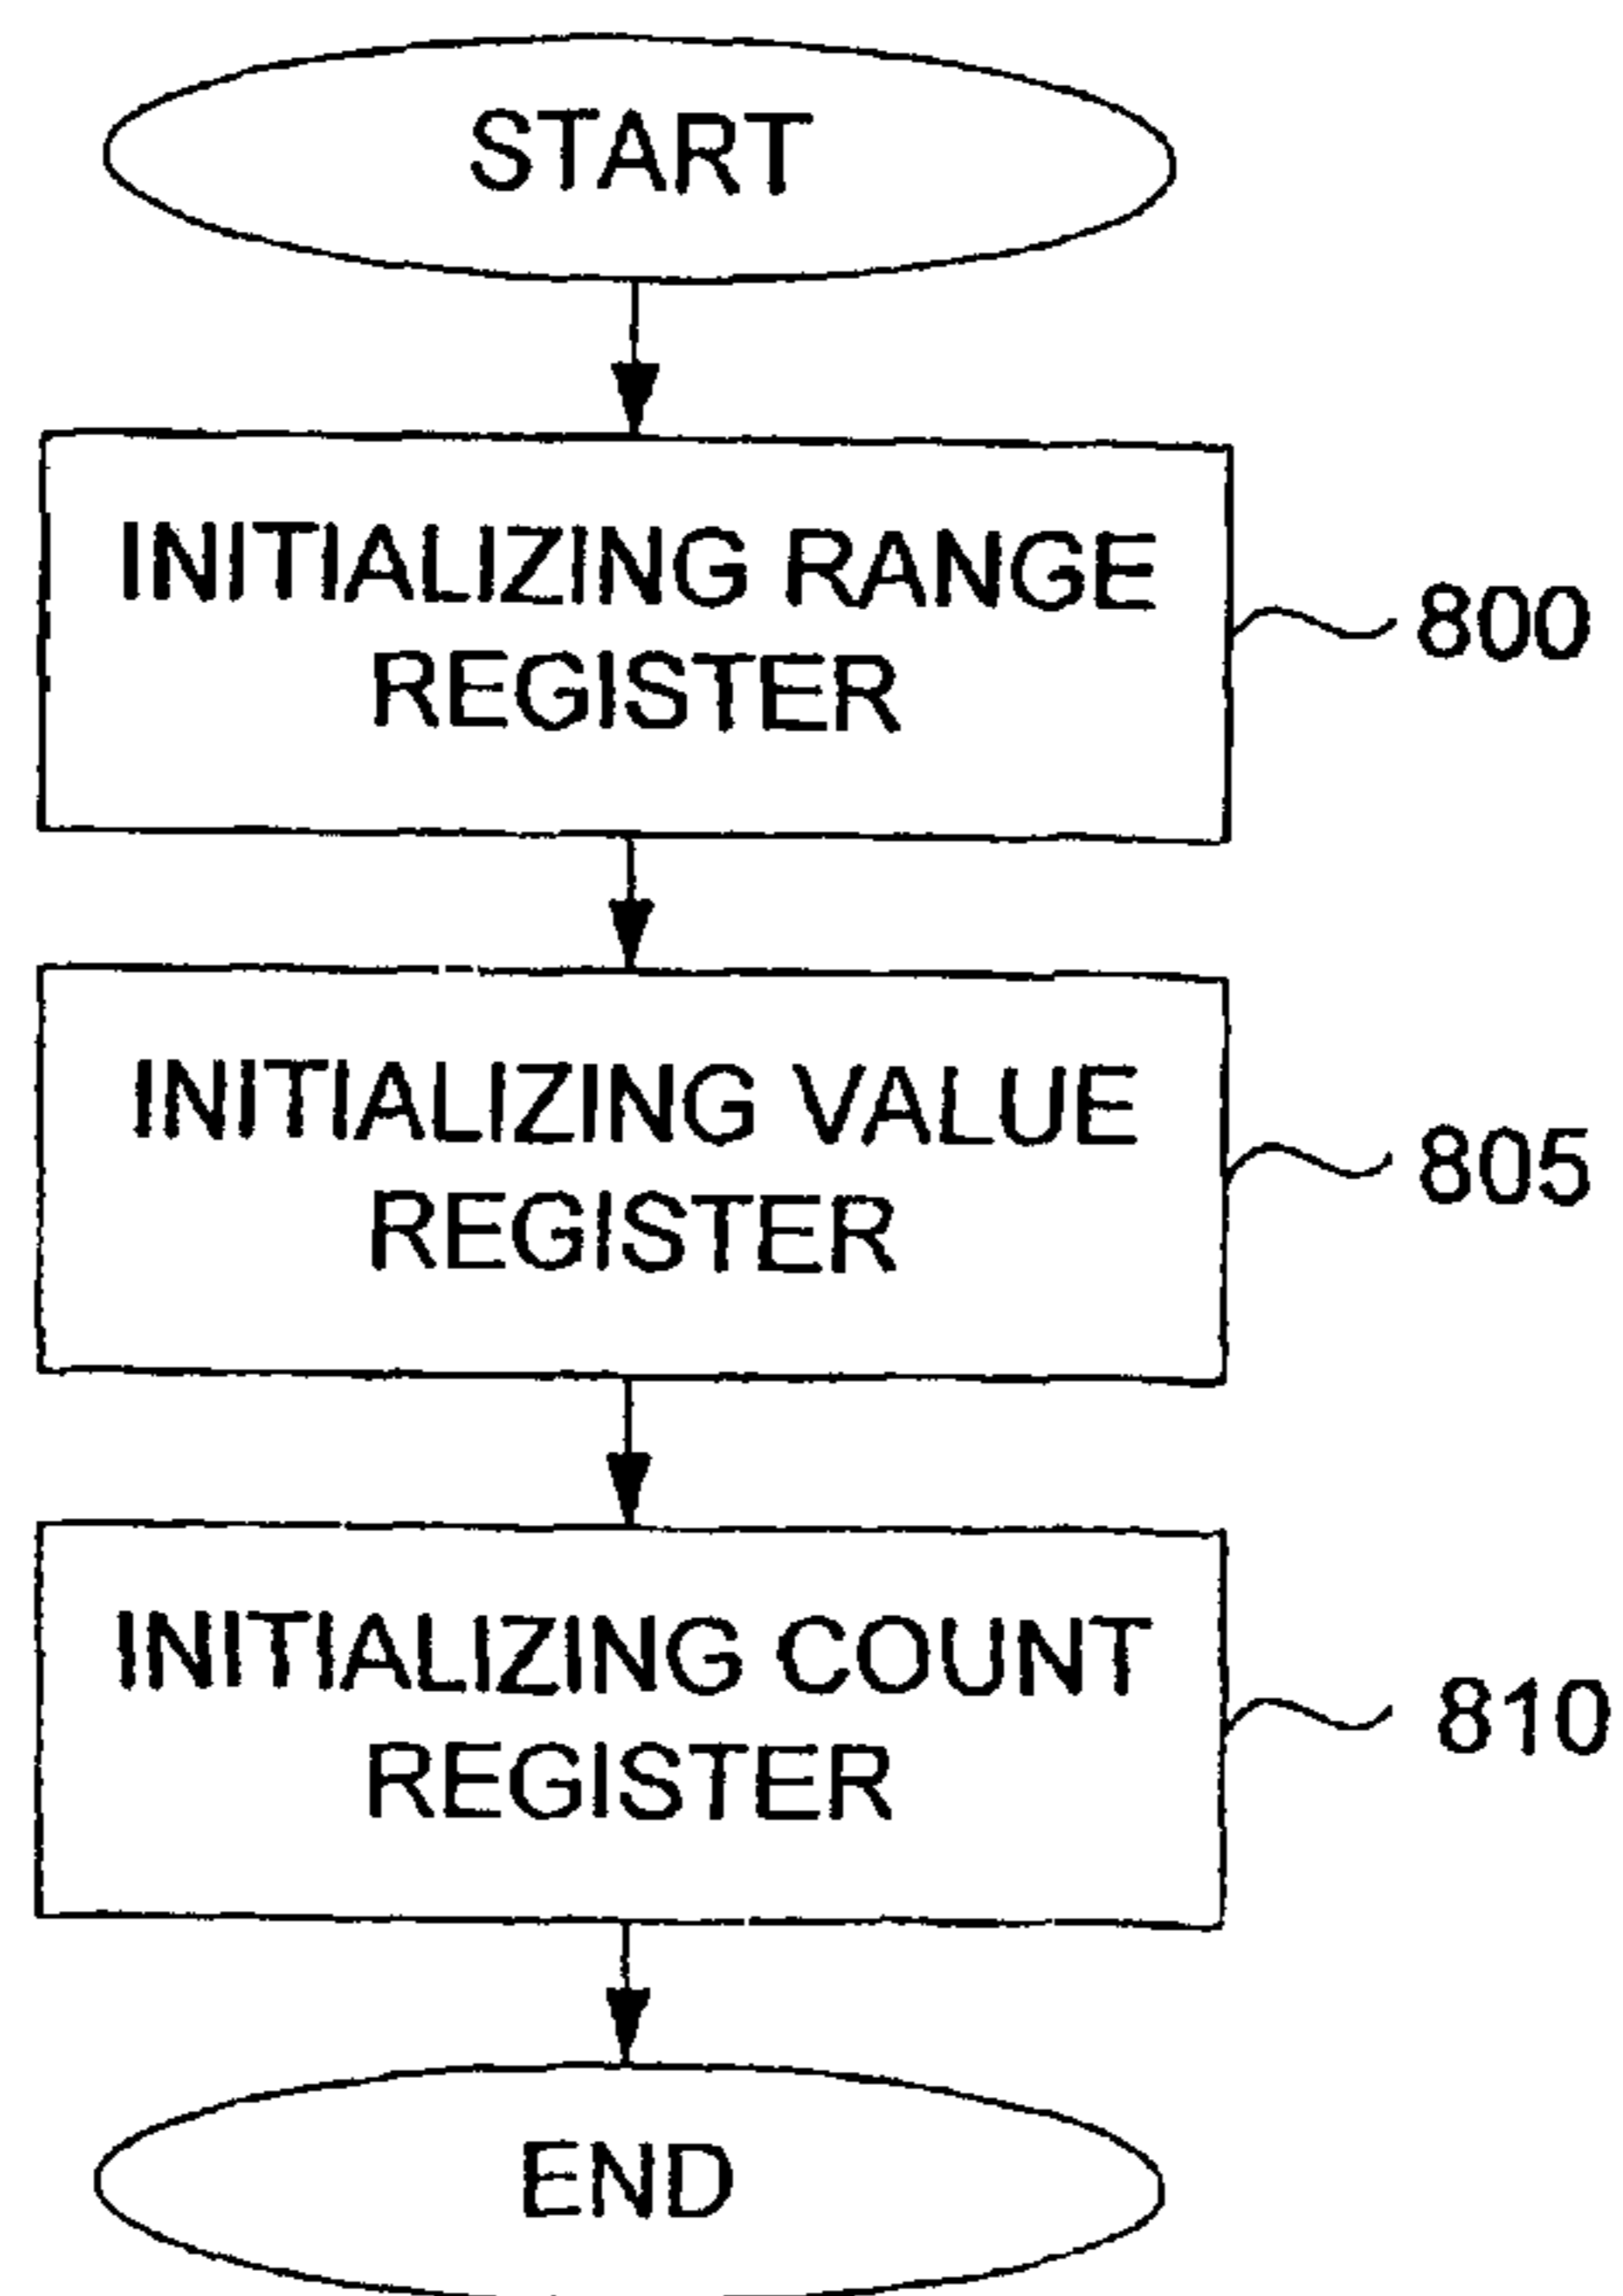 START
INITIALIZING RANGE
REGISTER
800
INITIALIZING VALUE
REGISTER
805
INITIALIZING COUNT
REGISTER
810
END